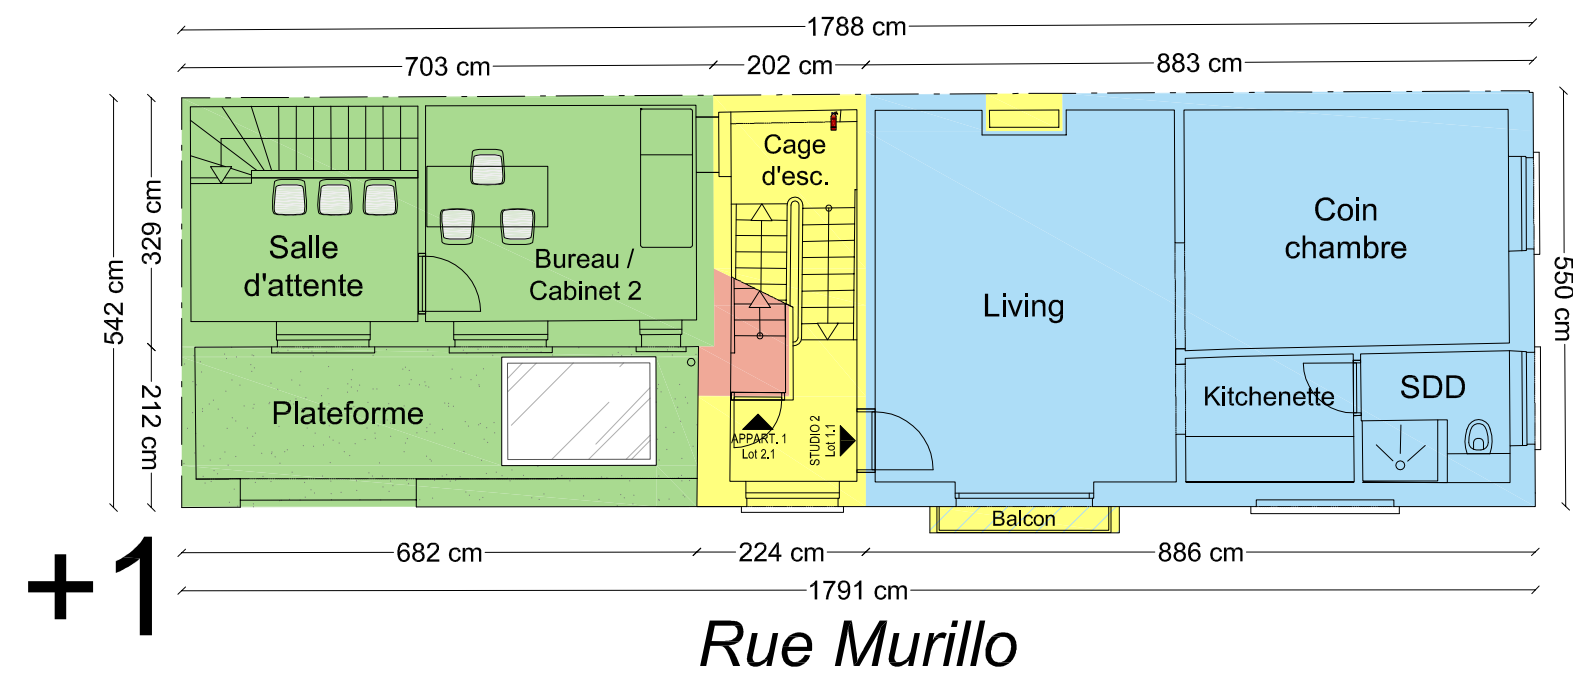 1788 cm
703 cm
202 cm
883 cm
Cage
d'esc.
329 cm
542 cm
212 cm
550 cm
Salle
d'attente
Bureau /
Cabinet 2
Living
Coin
chambre
Plateforme
Kitchenette
SDD
APPART. 1
Lot 2.1
STUDIO 2
Lot 1.1
Balcon
682 cm
224 cm
886 cm
1791 cm
+1
Rue Murillo